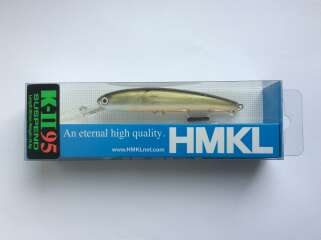 K-II 95
SUSPEND
An eternal high quality.
www.HMKLnet.com
HMKL